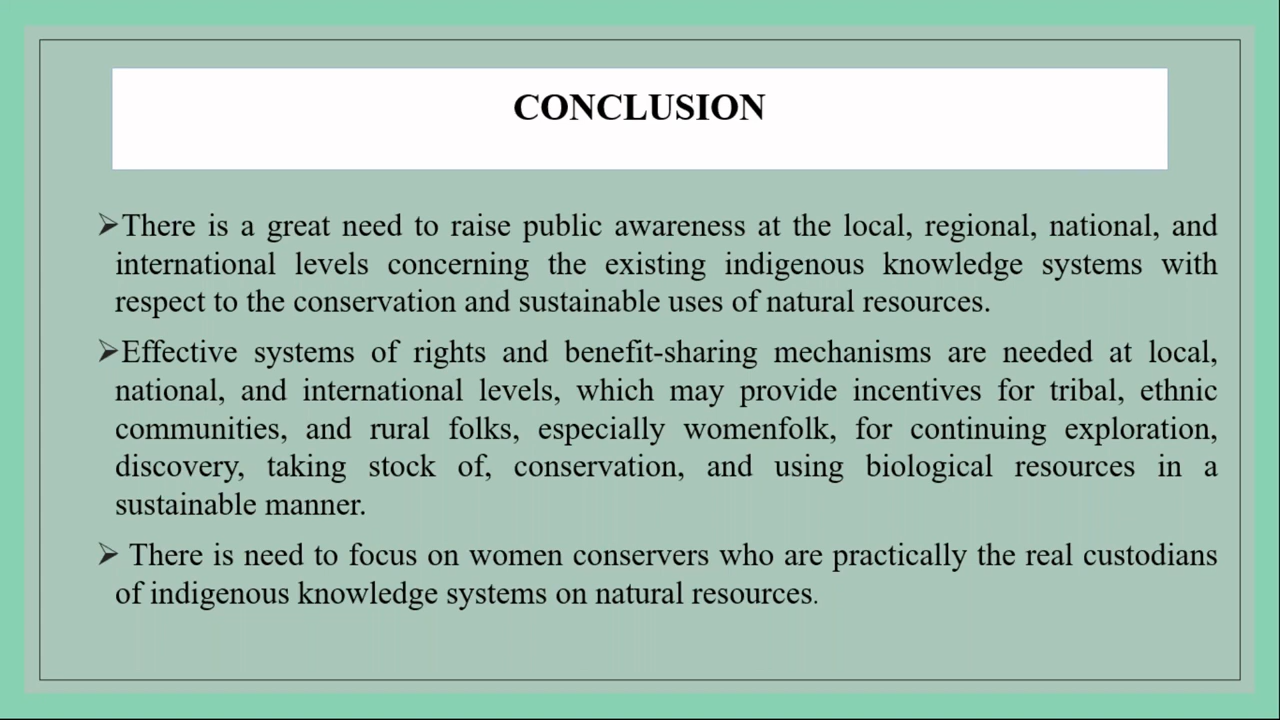 CONCLUSION
➢There is a great need to raise public awareness at the local, regional, national, and
international levels concerning the existing indigenous knowledge systems with
respect to the conservation and sustainable uses of natural resources.
➢Effective systems of rights and benefit-sharing mechanisms are needed at local,
national, and international levels, which may provide incentives for tribal, ethnic
communities, and rural folks, especially womenfolk, for continuing exploration,
discovery, taking stock of, conservation, and using biological resources in a
sustainable manner.
➢ There is need to focus on women conservers who are practically the real custodians
of indigenous knowledge systems on natural resources.